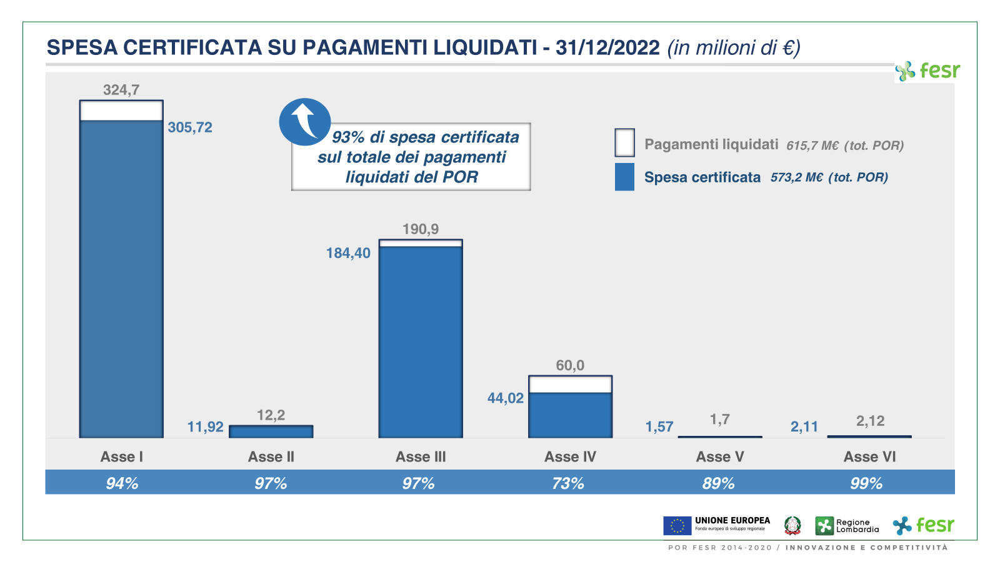 SPESA CERTIFICATA SU PAGAMENTI LIQUIDATI - 31/12/2022 (in milioni di €)
fesr
324,7
305,72
93% di spesa certificata
sul totale dei pagamenti
liquidati del POR
Pagamenti liquidati 615,7 M€ (tot. POR)
Spesa certificata 573,2 M€ (tot. POR)
190,9
184,40
60,0
44,02
12,2
11,92
1,7
1,57
2,12
2,11
Asse I Asse II Asse III Asse IV Asse V Asse VI
94% 97% 97% 73% 89% 99%
UNIONE EUROPEA
Fondo europeo di sviluppo regionale
Regione
Lombardia
fesr
POR FESR 2014-2020 / INNOVAZIONE E COMPETITIVITÀ